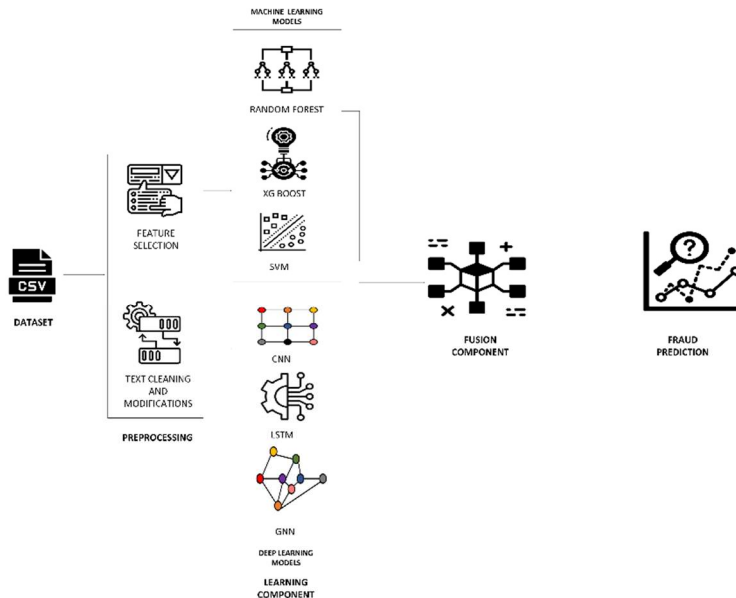 MACHINE LEARNING
MODELS
RANDOM FOREST
XG BOOST
SVM
FEATURE
SELECTION
CSV
DATASET
TEXT CLEANING
AND
MODIFICATIONS
PREPROCESSING
CNN
LSTM
GNN
DEEP LEARNING
MODELS
LEARNING
COMPONENT
FUSION
COMPONENT
?
FRAUD
PREDICTION